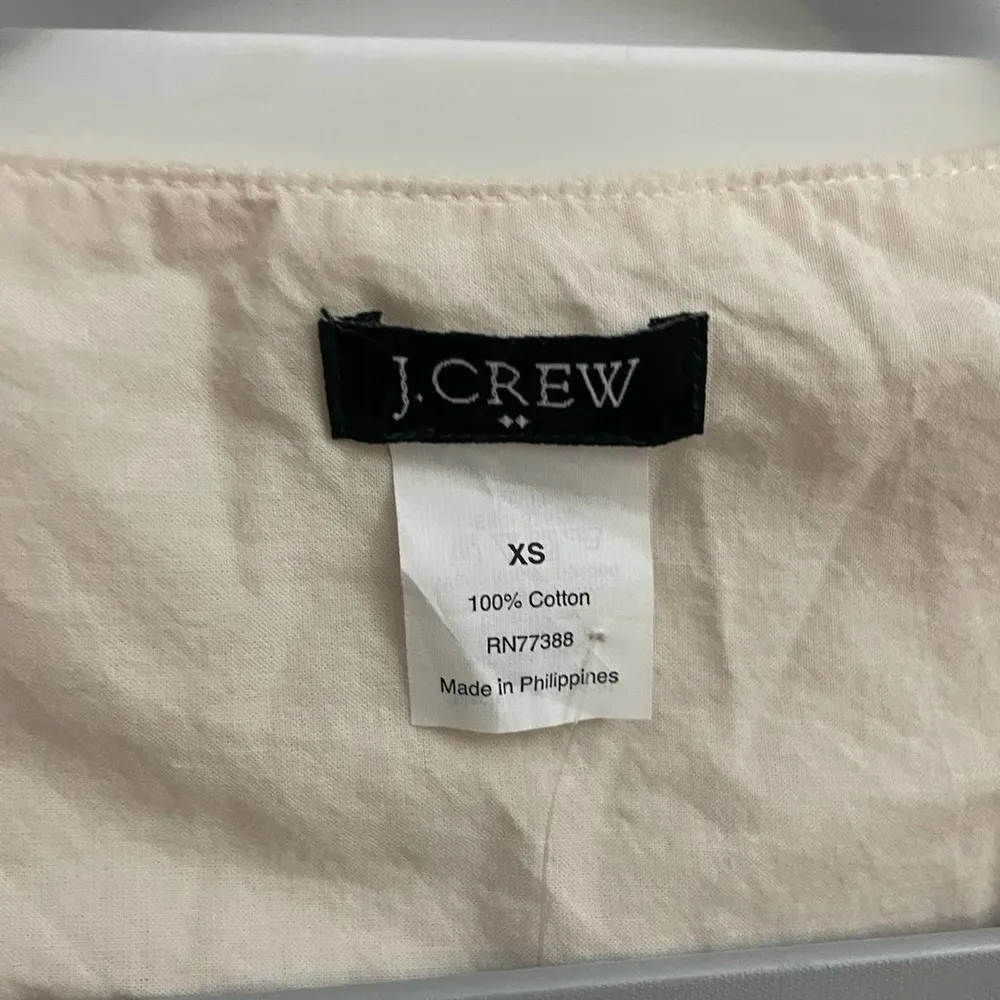 J.CREW
XS
100% Cotton
RN77388
Made in Philippines